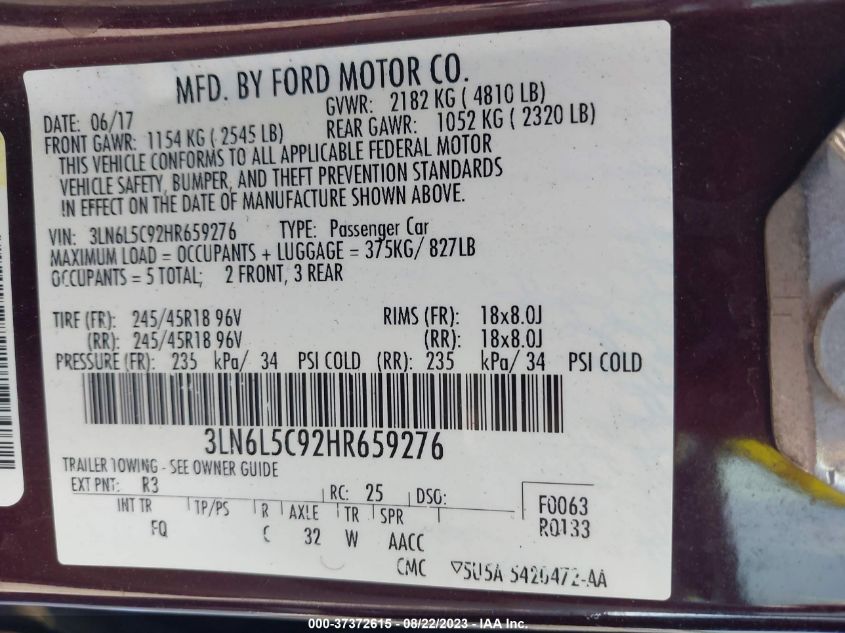 MFD. BY FORD MOTOR CO.
DATE: 06/17 GVWR: 2182 KG ( 4810 LB)
FRONT GAWR: 1154 KG ( 2545 LB) REAR GAWR: 1052 KG ( 2320 LB)
THIS VEHICLE CONFORMS TO ALL APPLICABLE FEDERAL MOTOR
VEHICLE SAFETY, BUMPER, AND THEFT PREVENTION STANDARDS
IN EFFECT ON THE DATE OF MANUFACTURE SHOWN ABOVE.
VIN: 3LN6L5C92HR659276 TYPE: Passenger Car
MAXIMUM LOAD = OCCUPANTS + LUGGAGE = 375KG/ 827LB
OCCUPANTS = 5 TOTAL; 2 FRONT, 3 REAR
TIRE (FR): 245/45R18 96V RIMS (FR): 18x8.0J
(RR): 245/45R18 96V (RR): 18x8.0J
PRESSURE (FR): 235 kPa/ 34 PSI COLD (RR): 235 kPa/ 34 PSI COLD
3LN6L5C92HR659276
TRAILER TOWING - SEE OWNER GUIDE
EXT PNT: R3 RC: 25 DSO: F0063
INT TR TP/PS R AXLE TR SPR R0133
FQ C 32 W AACC
CMC 5U5A 5420472-AA
000-37372615 - 08/22/2023 - IAA Inc.